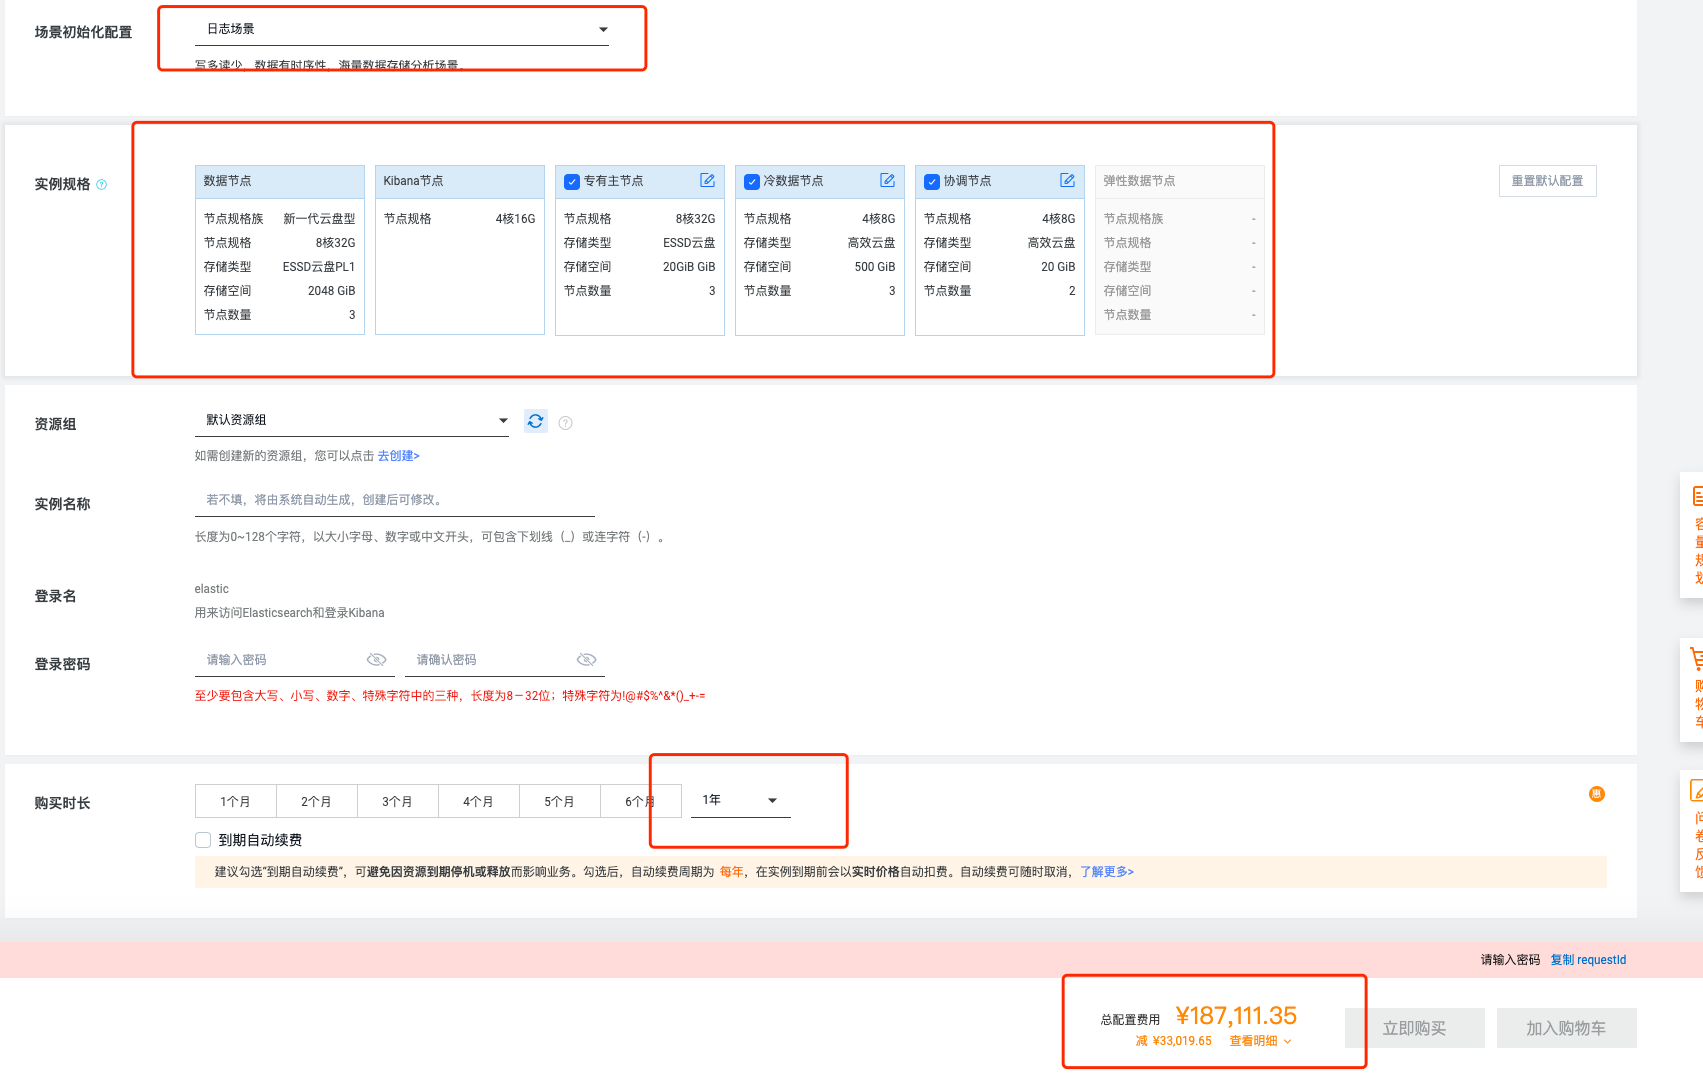 场景初始化配置
日志场景
写多读少，数据有时序性，海量数据存储分析场景。
实例规格
重置默认配置
数据节点
节点规格族 新一代云盘型
节点规格 8核32G
存储类型 ESSD云盘PL1
存储空间 2048 GiB
节点数量 3
Kibana节点
节点规格 4核16G
专有主节点
节点规格 8核32G
存储类型 ESSD云盘
存储空间 20GiB GiB
节点数量 3
冷数据节点
节点规格 4核8G
存储类型 高效云盘
存储空间 500 GiB
节点数量 3
协调节点
节点规格 4核8G
存储类型 高效云盘
存储空间 20 GiB
节点数量 2
弹性数据节点
节点规格族 -
节点规格 -
存储类型 -
存储空间 -
节点数量 -
资源组
默认资源组
如需创建新的资源组，您可以点击 去创建>
实例名称
若不填，将由系统自动生成，创建后可修改。
长度为0~128个字符，以大小字母、数字或中文开头，可包含下划线（_）或连字符（-）。
登录名
elastic
用来访问Elasticsearch和登录Kibana
登录密码
请输入密码 请确认密码
至少要包含大写、小写、数字、特殊字符中的三种，长度为8－32位；特殊字符为!@#$%^&*()_+-=
购买时长
1个月 2个月 3个月 4个月 5个月 6个月 1年
惠
到期自动续费
建议勾选“到期自动续费”，可避免因资源到期停机或释放而影响业务。勾选后，自动续费周期为 每年，在实例到期前会以实时价格自动扣费。自动续费可随时取消，了解更多>
请输入密码 复制 requestId
总配置费用 ¥187,111.35
减 ¥33,019.65 查看明细
立即购买 加入购物车
容量规划
购物车
问卷反馈